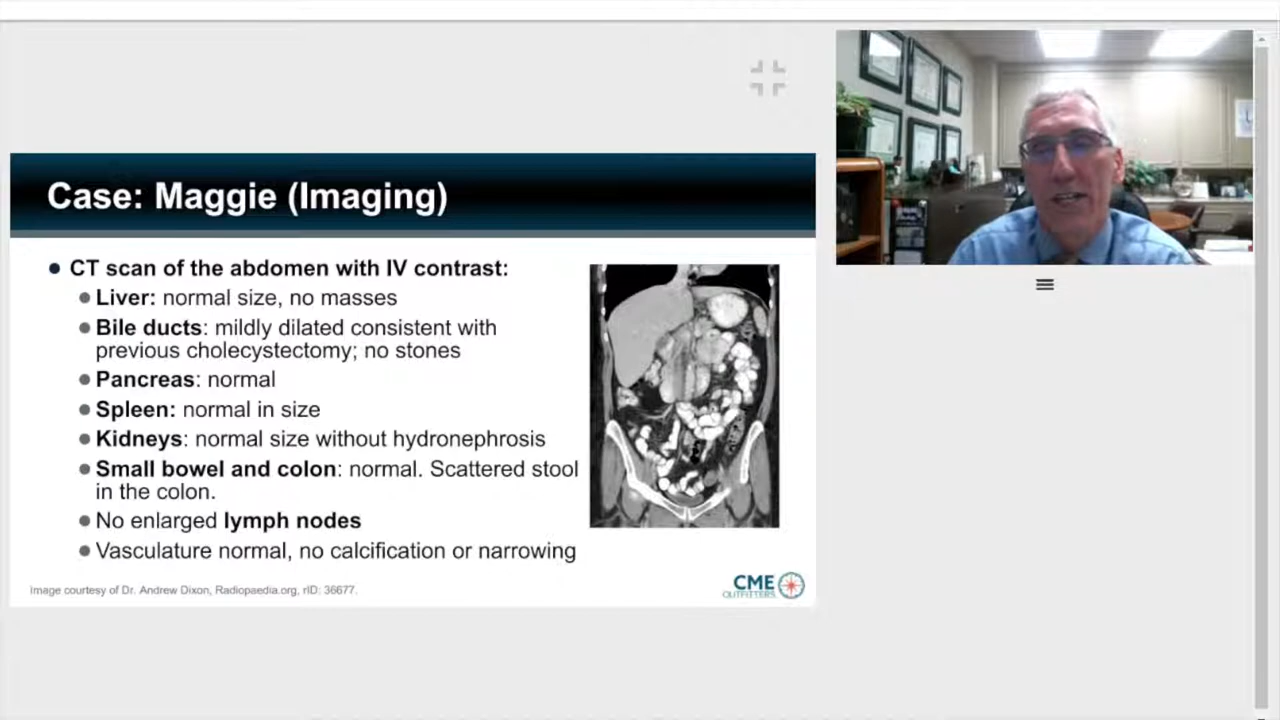 Case: Maggie (Imaging)
● CT scan of the abdomen with IV contrast:
● Liver: normal size, no masses
● Bile ducts: mildly dilated consistent with
previous cholecystectomy; no stones
● Pancreas: normal
● Spleen: normal in size
● Kidneys: normal size without hydronephrosis
● Small bowel and colon: normal. Scattered stool
in the colon.
● No enlarged lymph nodes
● Vasculature normal, no calcification or narrowing
Image courtesy of Dr. Andrew Dixon, Radiopaedia.org, rID: 36677.
CME
OUTFITTERS